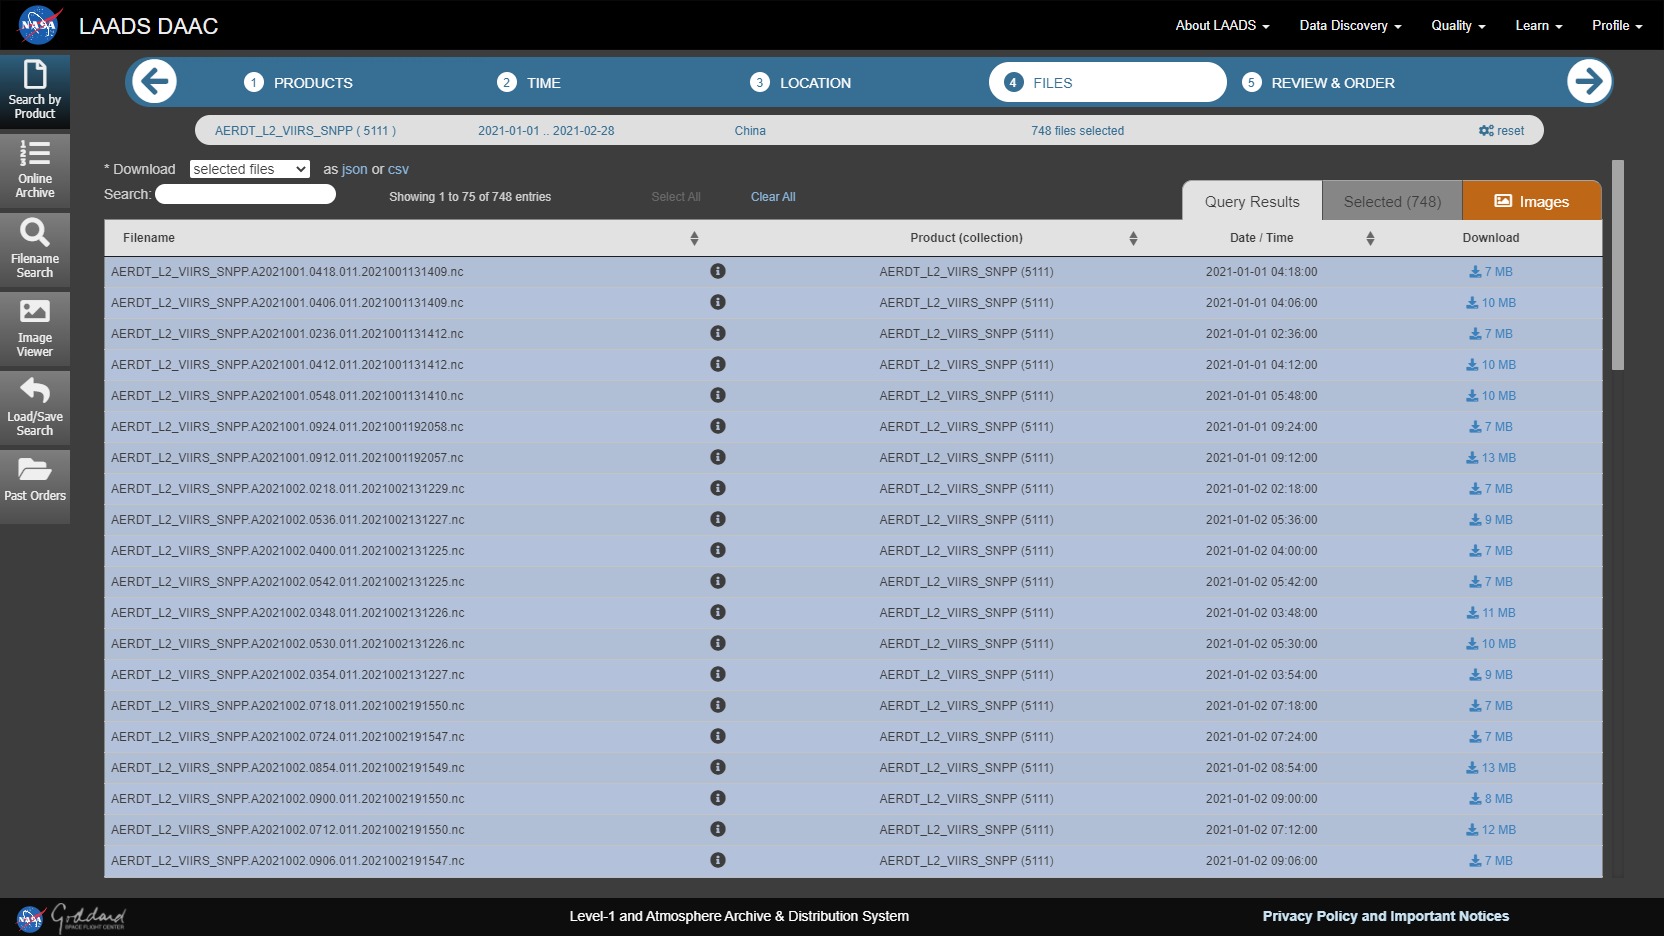 NASA LAADS DAAC About LAADS Data Discovery Quality Learn Profile
Search by
Product
Online
Archive
Filename
Search
Image
Viewer
Load/Save
Search
Past Orders
1 PRODUCTS 2 TIME 3 LOCATION 4 FILES 5 REVIEW & ORDER
AERDT_L2_VIIRS_SNPP ( 5111 ) 2021-01-01 .. 2021-02-28 China 748 files selected reset
* Download selected files as json or csv
Search: Showing 1 to 75 of 748 entries Select All Clear All
Query Results Selected (748) Images
Filename Product (collection) Date / Time Download
AERDT_L2_VIIRS_SNPP.A2021001.0418.011.2021001131409.nc AERDT_L2_VIIRS_SNPP (5111) 2021-01-01 04:18:00 7 MB
AERDT_L2_VIIRS_SNPP.A2021001.0406.011.2021001131409.nc AERDT_L2_VIIRS_SNPP (5111) 2021-01-01 04:06:00 10 MB
AERDT_L2_VIIRS_SNPP.A2021001.0236.011.2021001131412.nc AERDT_L2_VIIRS_SNPP (5111) 2021-01-01 02:36:00 7 MB
AERDT_L2_VIIRS_SNPP.A2021001.0412.011.2021001131412.nc AERDT_L2_VIIRS_SNPP (5111) 2021-01-01 04:12:00 10 MB
AERDT_L2_VIIRS_SNPP.A2021001.0548.011.2021001131410.nc AERDT_L2_VIIRS_SNPP (5111) 2021-01-01 05:48:00 10 MB
AERDT_L2_VIIRS_SNPP.A2021001.0924.011.2021001192058.nc AERDT_L2_VIIRS_SNPP (5111) 2021-01-01 09:24:00 7 MB
AERDT_L2_VIIRS_SNPP.A2021001.0912.011.2021001192057.nc AERDT_L2_VIIRS_SNPP (5111) 2021-01-01 09:12:00 13 MB
AERDT_L2_VIIRS_SNPP.A2021002.0218.011.2021002131229.nc AERDT_L2_VIIRS_SNPP (5111) 2021-01-02 02:18:00 7 MB
AERDT_L2_VIIRS_SNPP.A2021002.0536.011.2021002131227.nc AERDT_L2_VIIRS_SNPP (5111) 2021-01-02 05:36:00 9 MB
AERDT_L2_VIIRS_SNPP.A2021002.0400.011.2021002131225.nc AERDT_L2_VIIRS_SNPP (5111) 2021-01-02 04:00:00 7 MB
AERDT_L2_VIIRS_SNPP.A2021002.0542.011.2021002131225.nc AERDT_L2_VIIRS_SNPP (5111) 2021-01-02 05:42:00 7 MB
AERDT_L2_VIIRS_SNPP.A2021002.0348.011.2021002131226.nc AERDT_L2_VIIRS_SNPP (5111) 2021-01-02 03:48:00 11 MB
AERDT_L2_VIIRS_SNPP.A2021002.0530.011.2021002131226.nc AERDT_L2_VIIRS_SNPP (5111) 2021-01-02 05:30:00 10 MB
AERDT_L2_VIIRS_SNPP.A2021002.0354.011.2021002131227.nc AERDT_L2_VIIRS_SNPP (5111) 2021-01-02 03:54:00 9 MB
AERDT_L2_VIIRS_SNPP.A2021002.0718.011.2021002191550.nc AERDT_L2_VIIRS_SNPP (5111) 2021-01-02 07:18:00 7 MB
AERDT_L2_VIIRS_SNPP.A2021002.0724.011.2021002191547.nc AERDT_L2_VIIRS_SNPP (5111) 2021-01-02 07:24:00 7 MB
AERDT_L2_VIIRS_SNPP.A2021002.0854.011.2021002191549.nc AERDT_L2_VIIRS_SNPP (5111) 2021-01-02 08:54:00 13 MB
AERDT_L2_VIIRS_SNPP.A2021002.0900.011.2021002191550.nc AERDT_L2_VIIRS_SNPP (5111) 2021-01-02 09:00:00 8 MB
AERDT_L2_VIIRS_SNPP.A2021002.0712.011.2021002191550.nc AERDT_L2_VIIRS_SNPP (5111) 2021-01-02 07:12:00 12 MB
AERDT_L2_VIIRS_SNPP.A2021002.0906.011.2021002191547.nc AERDT_L2_VIIRS_SNPP (5111) 2021-01-02 09:06:00 7 MB
NASA Goddard
SPACE FLIGHT CENTER
Level-1 and Atmosphere Archive & Distribution System Privacy Policy and Important Notices